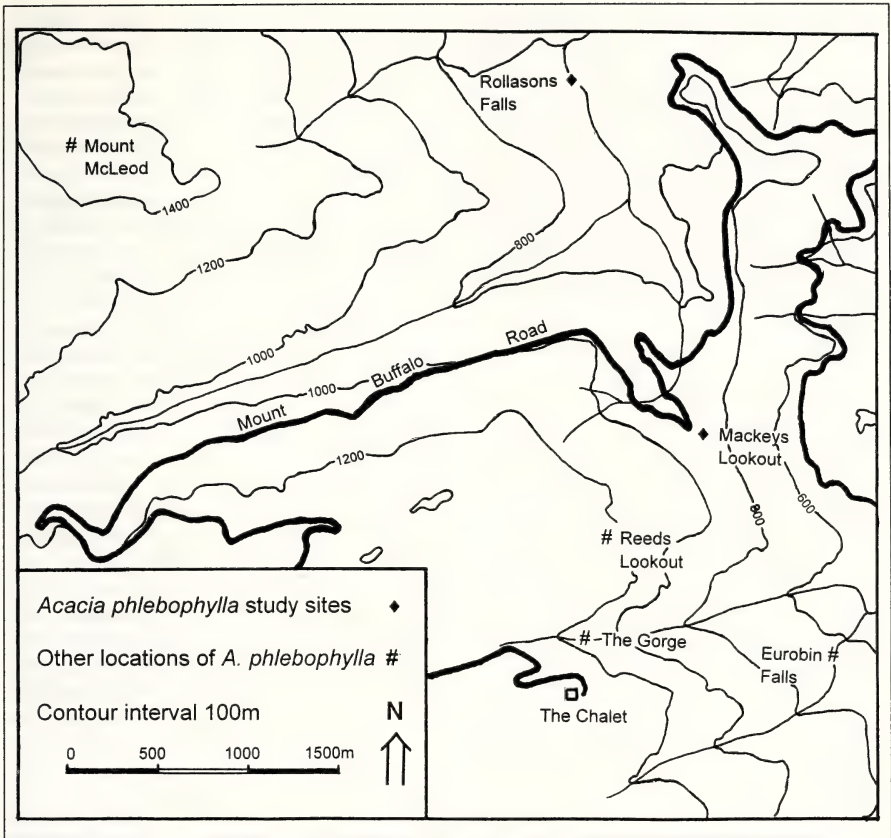 Rollasons
Falls
# Mount
McLeod
1400
1200
800
1000
Mount Buffalo Road
1000
1200
Mackeys
Lookout
800
600
# Reeds
Lookout
# The Gorge
Eurobin #
Falls
The Chalet
Acacia phlebophylla study sites ♦
Other locations of A. phlebophylla #
Contour interval 100m
N
0 500 1000 1500m